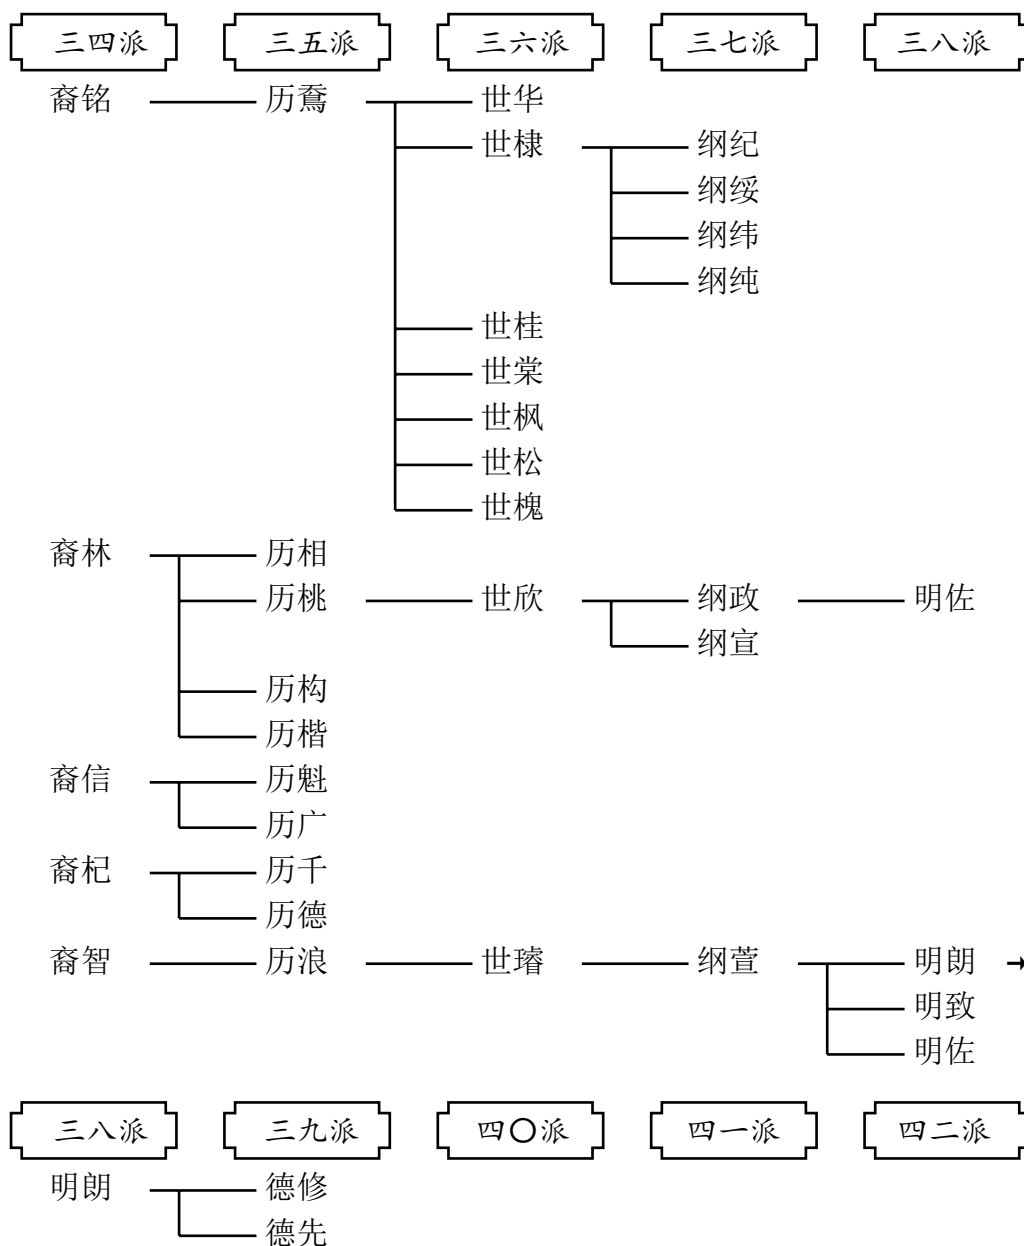 三四派 三五派 三六派 三七派 三八派
裔铭 历鴌 世华
世棣 纲纪
纲绥
纲纬
纲纯
世桂
世棠
世枫
世松
世槐
裔林 历相
历桃 世欣 纲政 明佐
纲宣
历构
历楷
裔信 历魁
历广
裔杞 历千
历德
裔智 历浪 世璿 纲萱 明朗 →
明致
明佐
三八派 三九派 四〇派 四一派 四二派
明朗 德修
德先